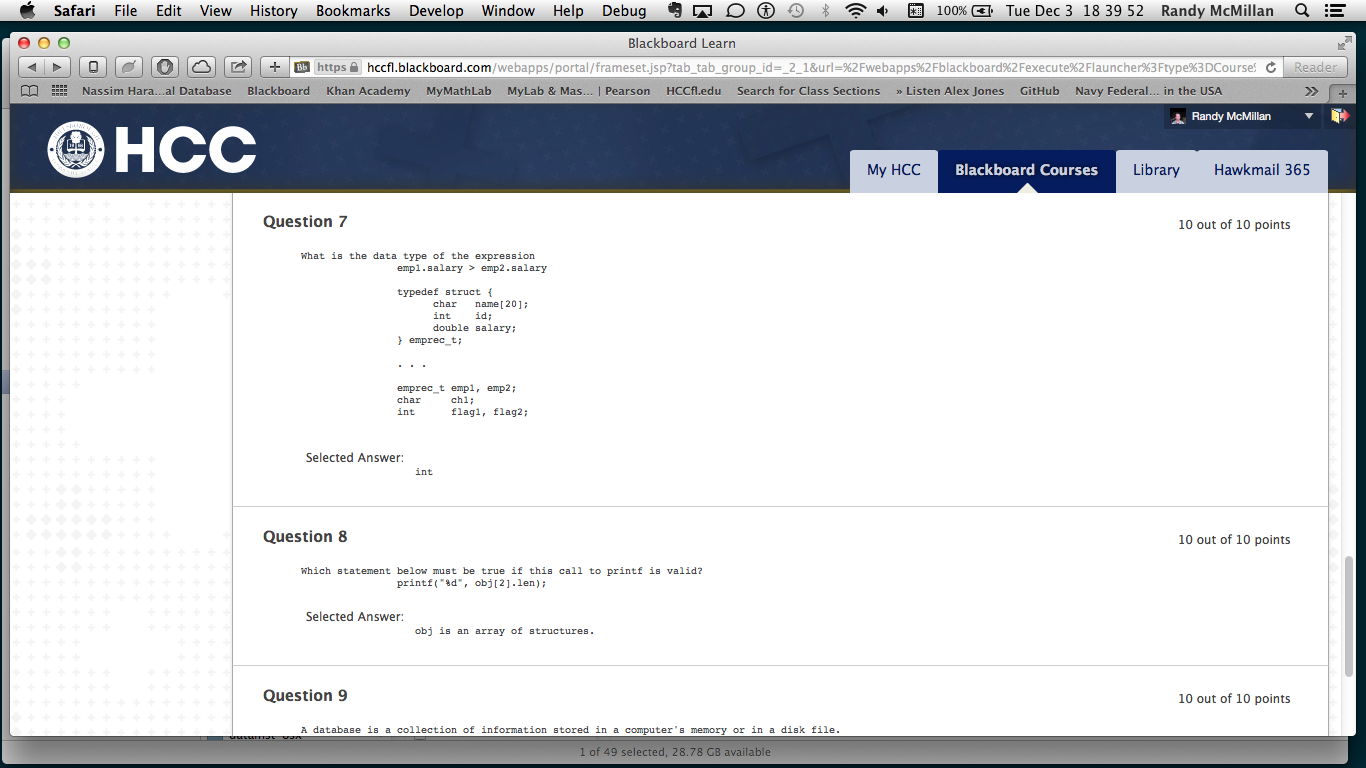 Safari File Edit View History Bookmarks Develop Window Help Debug 100% Tue Dec 3 18 39 52 Randy McMillan
Blackboard Learn
Bb https hccfl.blackboard.com/webapps/portal/frameset.jsp?tab_tab_group_id=_2_1&url=%2Fwebapps%2Fblackboard%2Fexecute%2Flauncher%3Ftype%3DCourse% Reader
Nassim Hara...al Database Blackboard Khan Academy MyMathLab MyLab & Mas... | Pearson HCCfl.edu Search for Class Sections » Listen Alex Jones GitHub Navy Federal... in the USA
Randy McMillan
HCC
My HCC Blackboard Courses Library Hawkmail 365
Question 7
10 out of 10 points
What is the data type of the expression
emp1.salary > emp2.salary
typedef struct {
char name[20];
int id;
double salary;
} emprec_t;
. . .
emprec_t emp1, emp2;
char ch1;
int flag1, flag2;
Selected Answer:
int
Question 8
10 out of 10 points
Which statement below must be true if this call to printf is valid?
printf("%d", obj[2].len);
Selected Answer:
obj is an array of structures.
Question 9
10 out of 10 points
A database is a collection of information stored in a computer's memory or in a disk file.
1 of 49 selected, 28.78 GB available